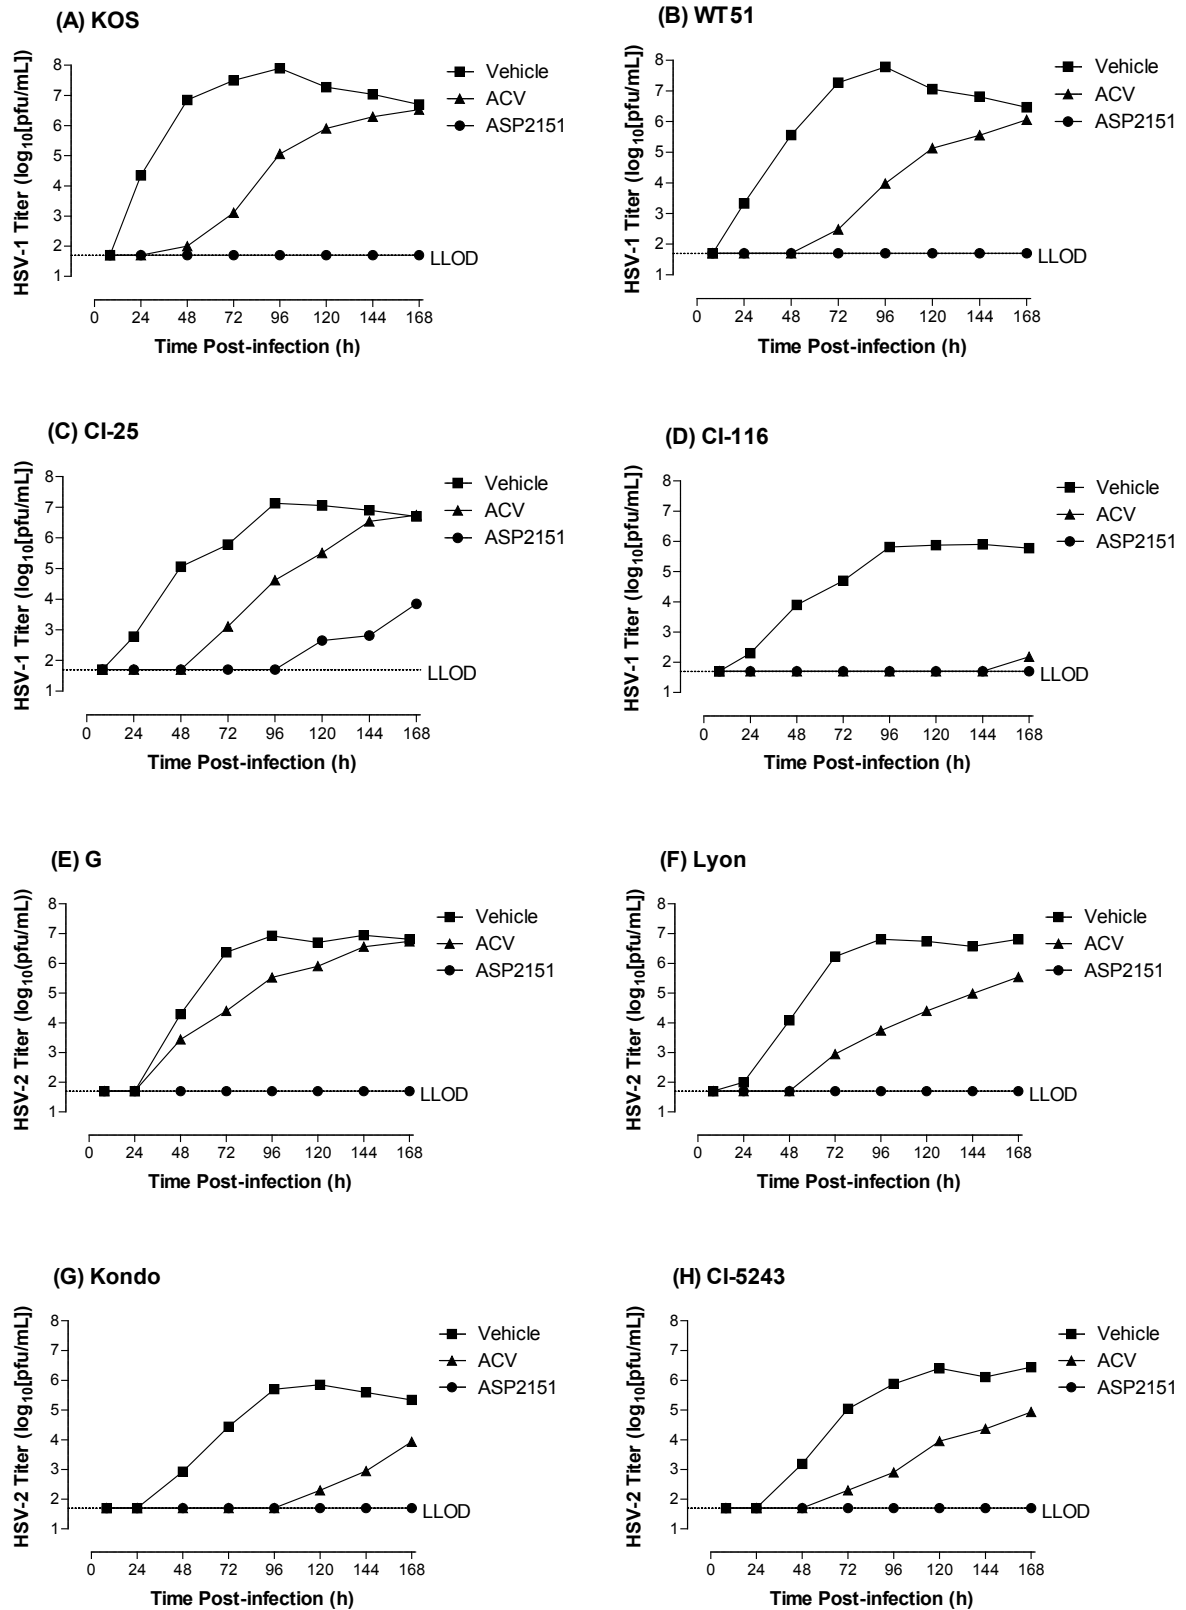 (A) KOS
HSV-1 Titer (log10[pfu/mL])
8
7
6
5
4
3
2
1
Vehicle
ACV
ASP2151
LLOD
0 24 48 72 96 120 144 168
Time Post-infection (h)
(B) WT51
HSV-1 Titer (log10[pfu/mL])
8
7
6
5
4
3
2
1
Vehicle
ACV
ASP2151
LLOD
0 24 48 72 96 120 144 168
Time Post-infection (h)
(C) CI-25
HSV-1 Titer (log10[pfu/mL])
8
7
6
5
4
3
2
1
Vehicle
ACV
ASP2151
LLOD
0 24 48 72 96 120 144 168
Time Post-infection (h)
(D) CI-116
HSV-1 Titer (log10[pfu/mL])
8
7
6
5
4
3
2
1
Vehicle
ACV
ASP2151
LLOD
0 24 48 72 96 120 144 168
Time Post-infection (h)
(E) G
HSV-2 Titer (log10(pfu/mL))
8
7
6
5
4
3
2
1
Vehicle
ACV
ASP2151
LLOD
0 24 48 72 96 120 144 168
Time Post-infection (h)
(F) Lyon
HSV-2 Titer (log10[pfu/mL])
8
7
6
5
4
3
2
1
Vehicle
ACV
ASP2151
LLOD
0 24 48 72 96 120 144 168
Time Post-infection (h)
(G) Kondo
HSV-2 Titer (log10[pfu/mL])
8
7
6
5
4
3
2
1
Vehicle
ACV
ASP2151
LLOD
0 24 48 72 96 120 144 168
Time Post-infection (h)
(H) CI-5243
HSV-2 Titer (log10[pfu/mL])
8
7
6
5
4
3
2
1
Vehicle
ACV
ASP2151
LLOD
0 24 48 72 96 120 144 168
Time Post-infection (h)